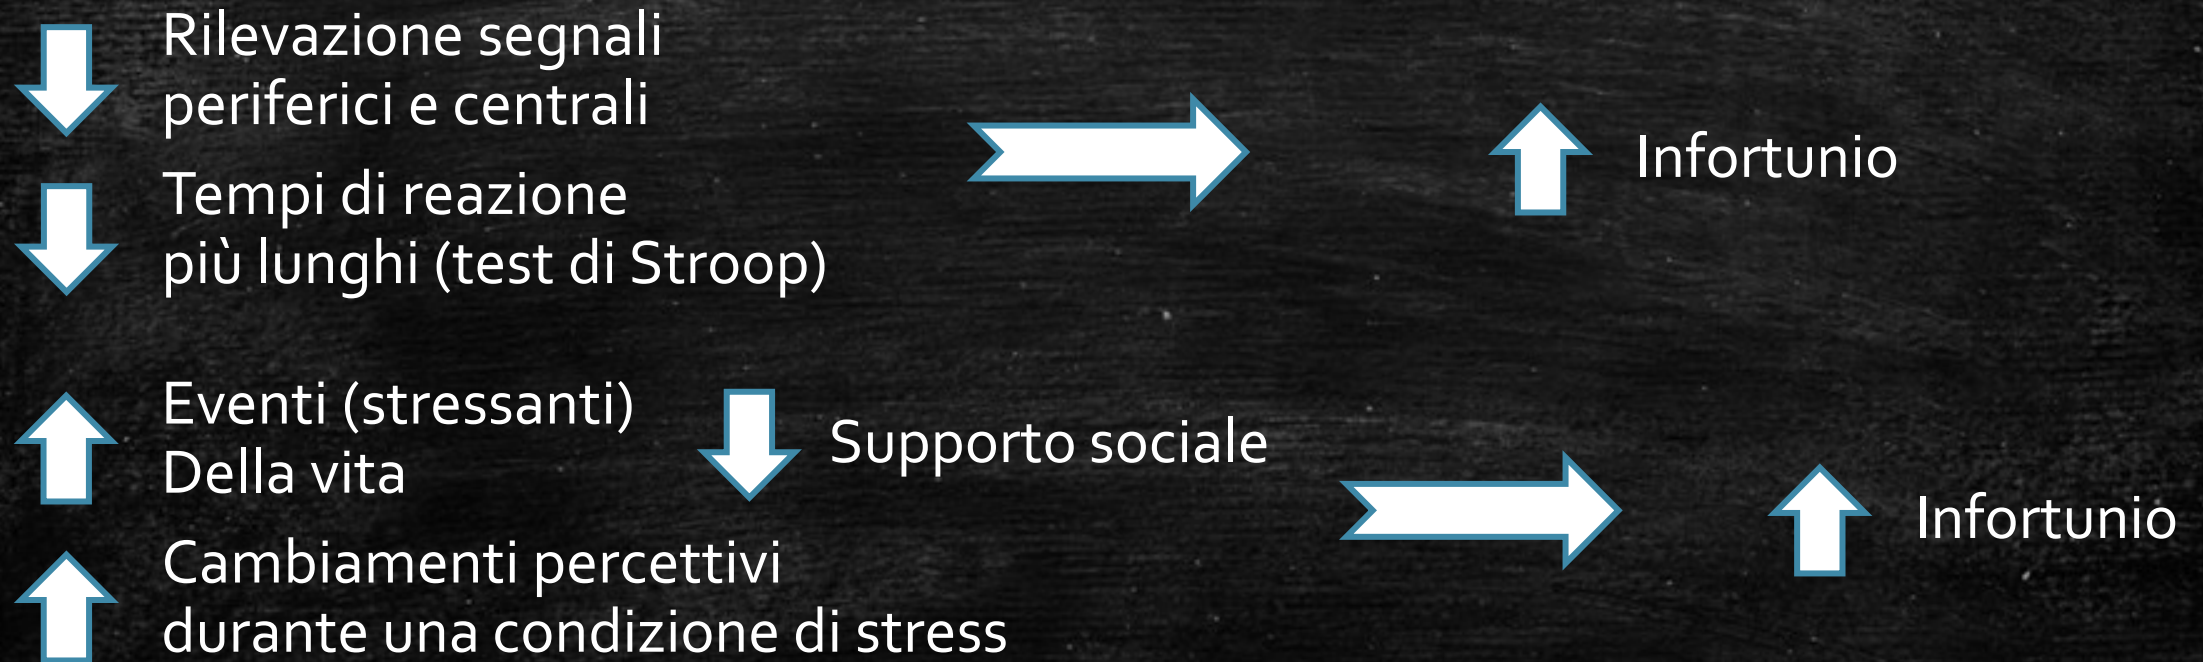 Rilevazione segnali
periferici e centrali
Tempi di reazione
più lunghi (test di Stroop)
Infortunio
Eventi (stressanti)
Della vita
Supporto sociale
Cambiamenti percettivi
durante una condizione di stress
Infortunio